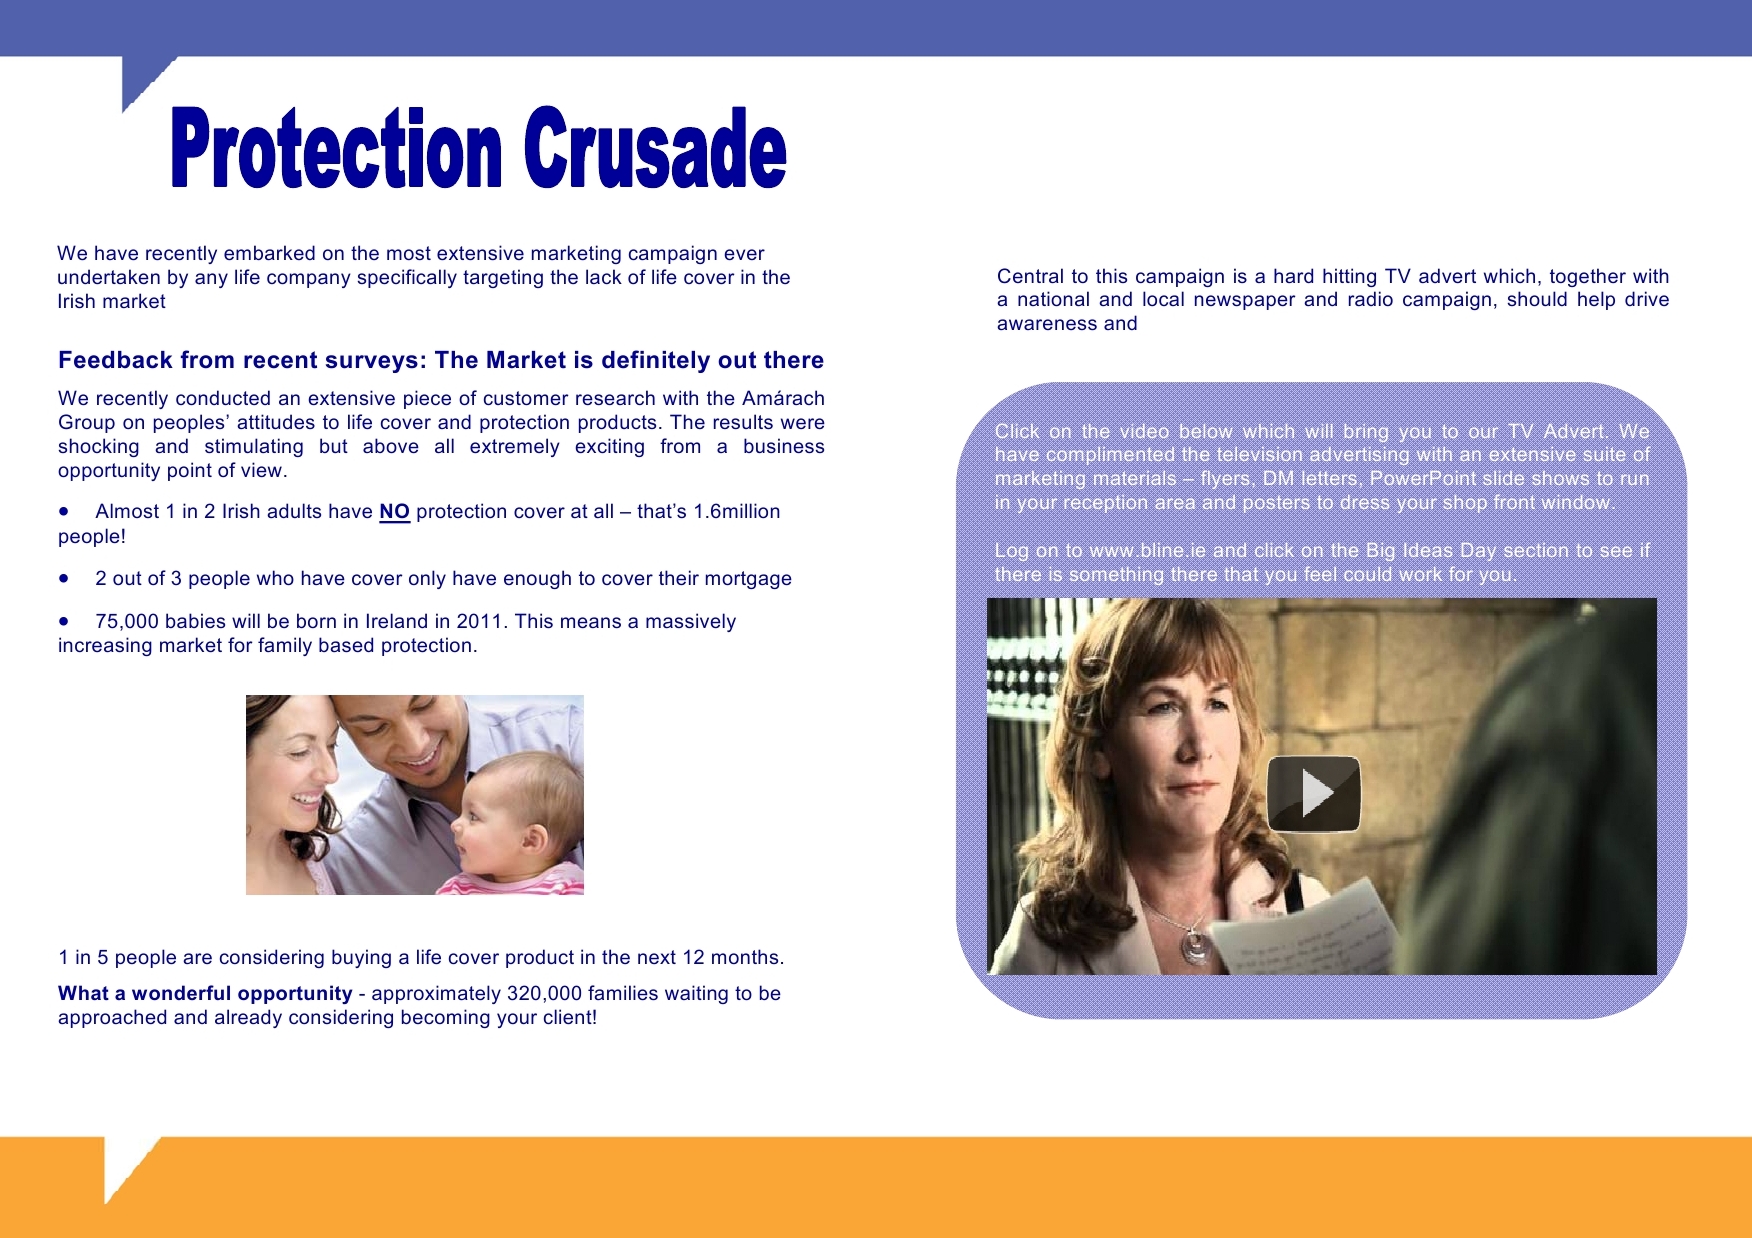 Protection Crusade
We have recently embarked on the most extensive marketing campaign ever
undertaken by any life company specifically targeting the lack of life cover in the
Irish market
Feedback from recent surveys: The Market is definitely out there
We recently conducted an extensive piece of customer research with the Amárach
Group on peoples’ attitudes to life cover and protection products. The results were
shocking and stimulating but above all extremely exciting from a business
opportunity point of view.
• Almost 1 in 2 Irish adults have NO protection cover at all – that’s 1.6million
people!
• 2 out of 3 people who have cover only have enough to cover their mortgage
• 75,000 babies will be born in Ireland in 2011. This means a massively
increasing market for family based protection.
1 in 5 people are considering buying a life cover product in the next 12 months.
What a wonderful opportunity - approximately 320,000 families waiting to be
approached and already considering becoming your client!
Central to this campaign is a hard hitting TV advert which, together with
a national and local newspaper and radio campaign, should help drive
awareness and
Click on the video below which will bring you to our TV Advert. We
have complimented the television advertising with an extensive suite of
marketing materials – flyers, DM letters, PowerPoint slide shows to run
in your reception area and posters to dress your shop front window.
Log on to www.bline.ie and click on the Big Ideas Day section to see if
there is something there that you feel could work for you.